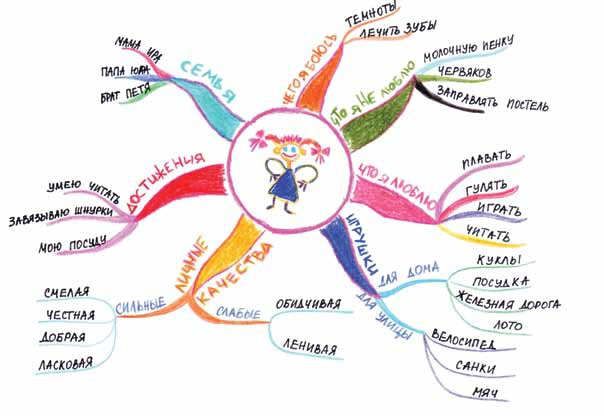 ЧЕГО Я БОЮСЬ
ТЕМНОТЫ
ЛЕЧИТЬ ЗУБЫ
ЧТО Я НЕ ЛЮБЛЮ
МОЛОЧНУЮ ПЕНКУ
ЧЕРВЯКОВ
ЗАПРАВЛЯТЬ ПОСТЕЛЬ
ЧТО Я ЛЮБЛЮ
ПЛАВАТЬ
ГУЛЯТЬ
ИГРАТЬ
ЧИТАТЬ
ИГРУШКИ
ДЛЯ ДОМА
КУКЛЫ
ПОСУДКА
ЖЕЛЕЗНАЯ ДОРОГА
ЛОТО
ДЛЯ УЛИЦЫ
ВЕЛОСИПЕД
САНКИ
МЯЧ
ЛИЧНЫЕ
КАЧЕСТВА
СИЛЬНЫЕ
СМЕЛАЯ
ЧЕСТНАЯ
ДОБРАЯ
ЛАСКОВАЯ
СЛАБЫЕ
ОБИДЧИВАЯ
ЛЕНИВАЯ
ДОСТИЖЕНИЯ
УМЕЮ ЧИТАТЬ
ЗАВЯЗЫВАЮ ШНУРКИ
МОЮ ПОСУДУ
СЕМЬЯ
МАМА ИРА
ПАПА ЮРА
БРАТ ПЕТЯ